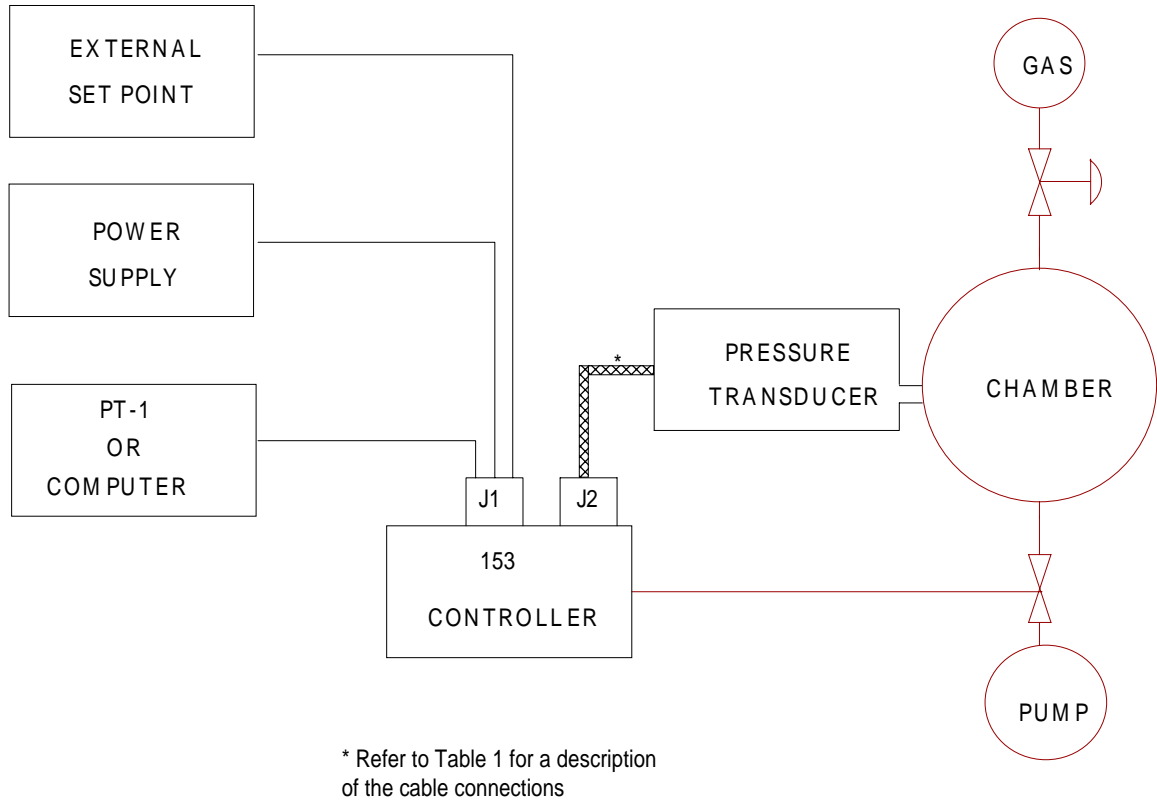 EXTERNAL
SET POINT
POWER
SUPPLY
PT-1
OR
COMPUTER
J1
J2
153
CONTROLLER
*
PRESSURE
TRANSDUCER
GAS
CHAMBER
PUMP
* Refer to Table 1 for a description
of the cable connections